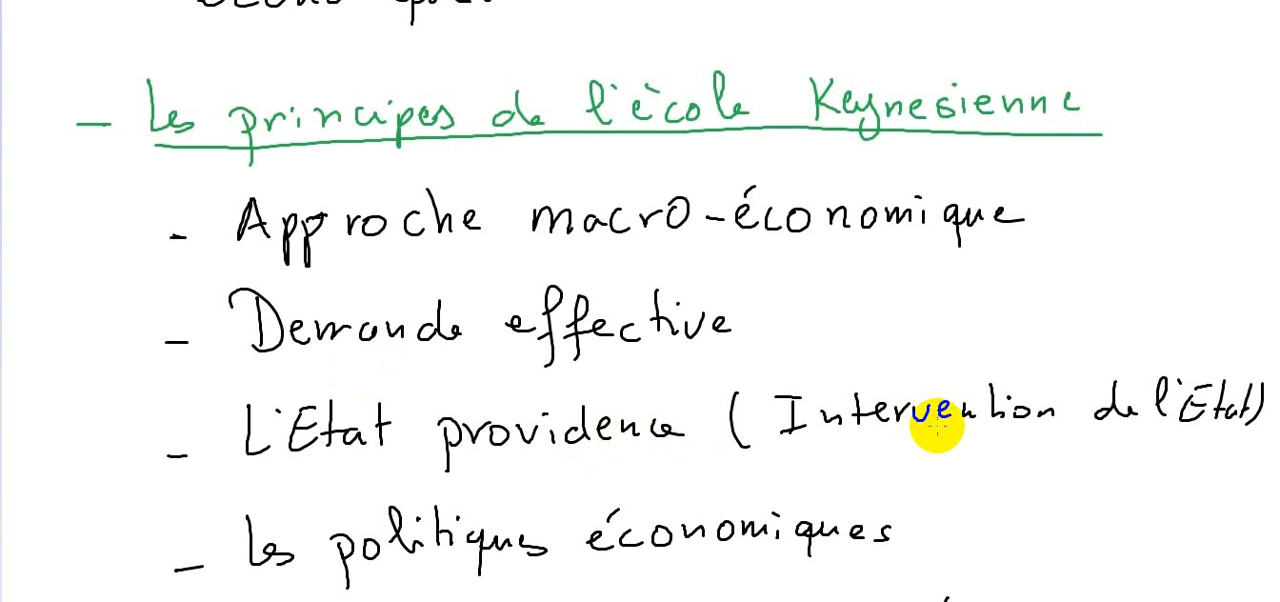 - Les principes de l'école Keynesienne
- Approche macro-économique
- Demande effective
- L'Etat providence (Intervention de l'Etat)
- Les politiques économiques